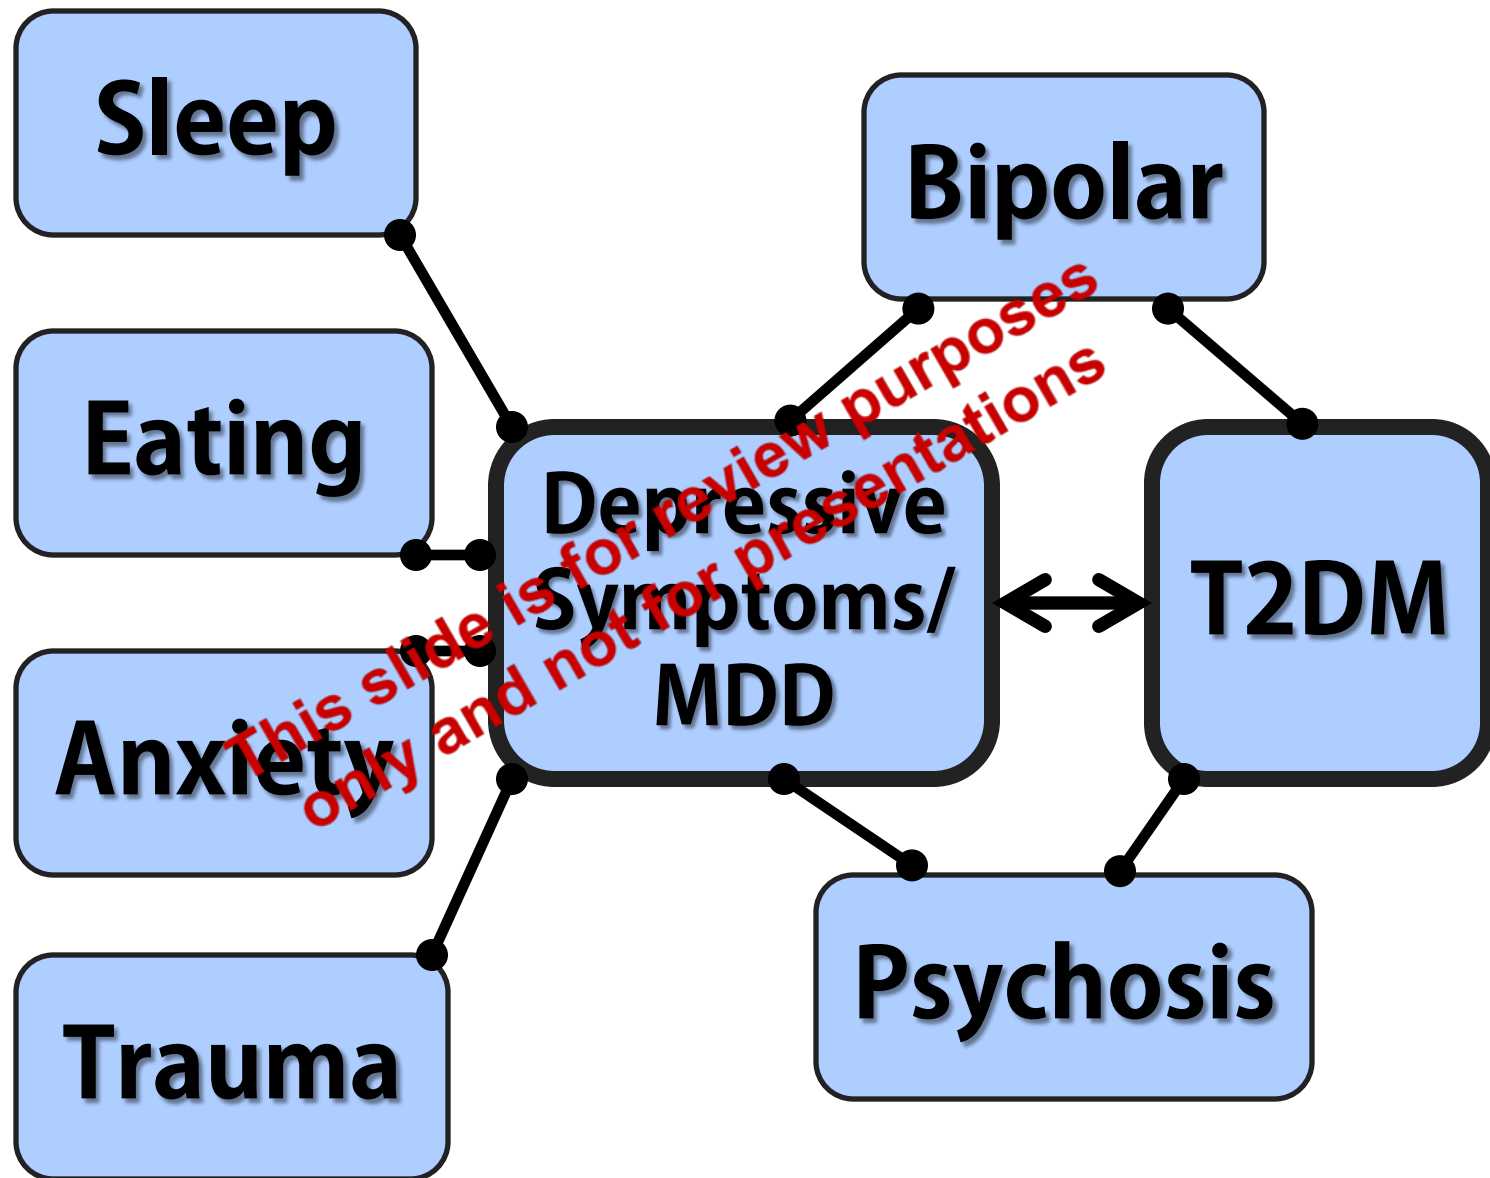 Sleep
Bipolar
Eating
Depressive
Symptoms/
MDD
T2DM
Anxiety
Psychosis
Trauma
This slide is for review purposes
only and not for presentations